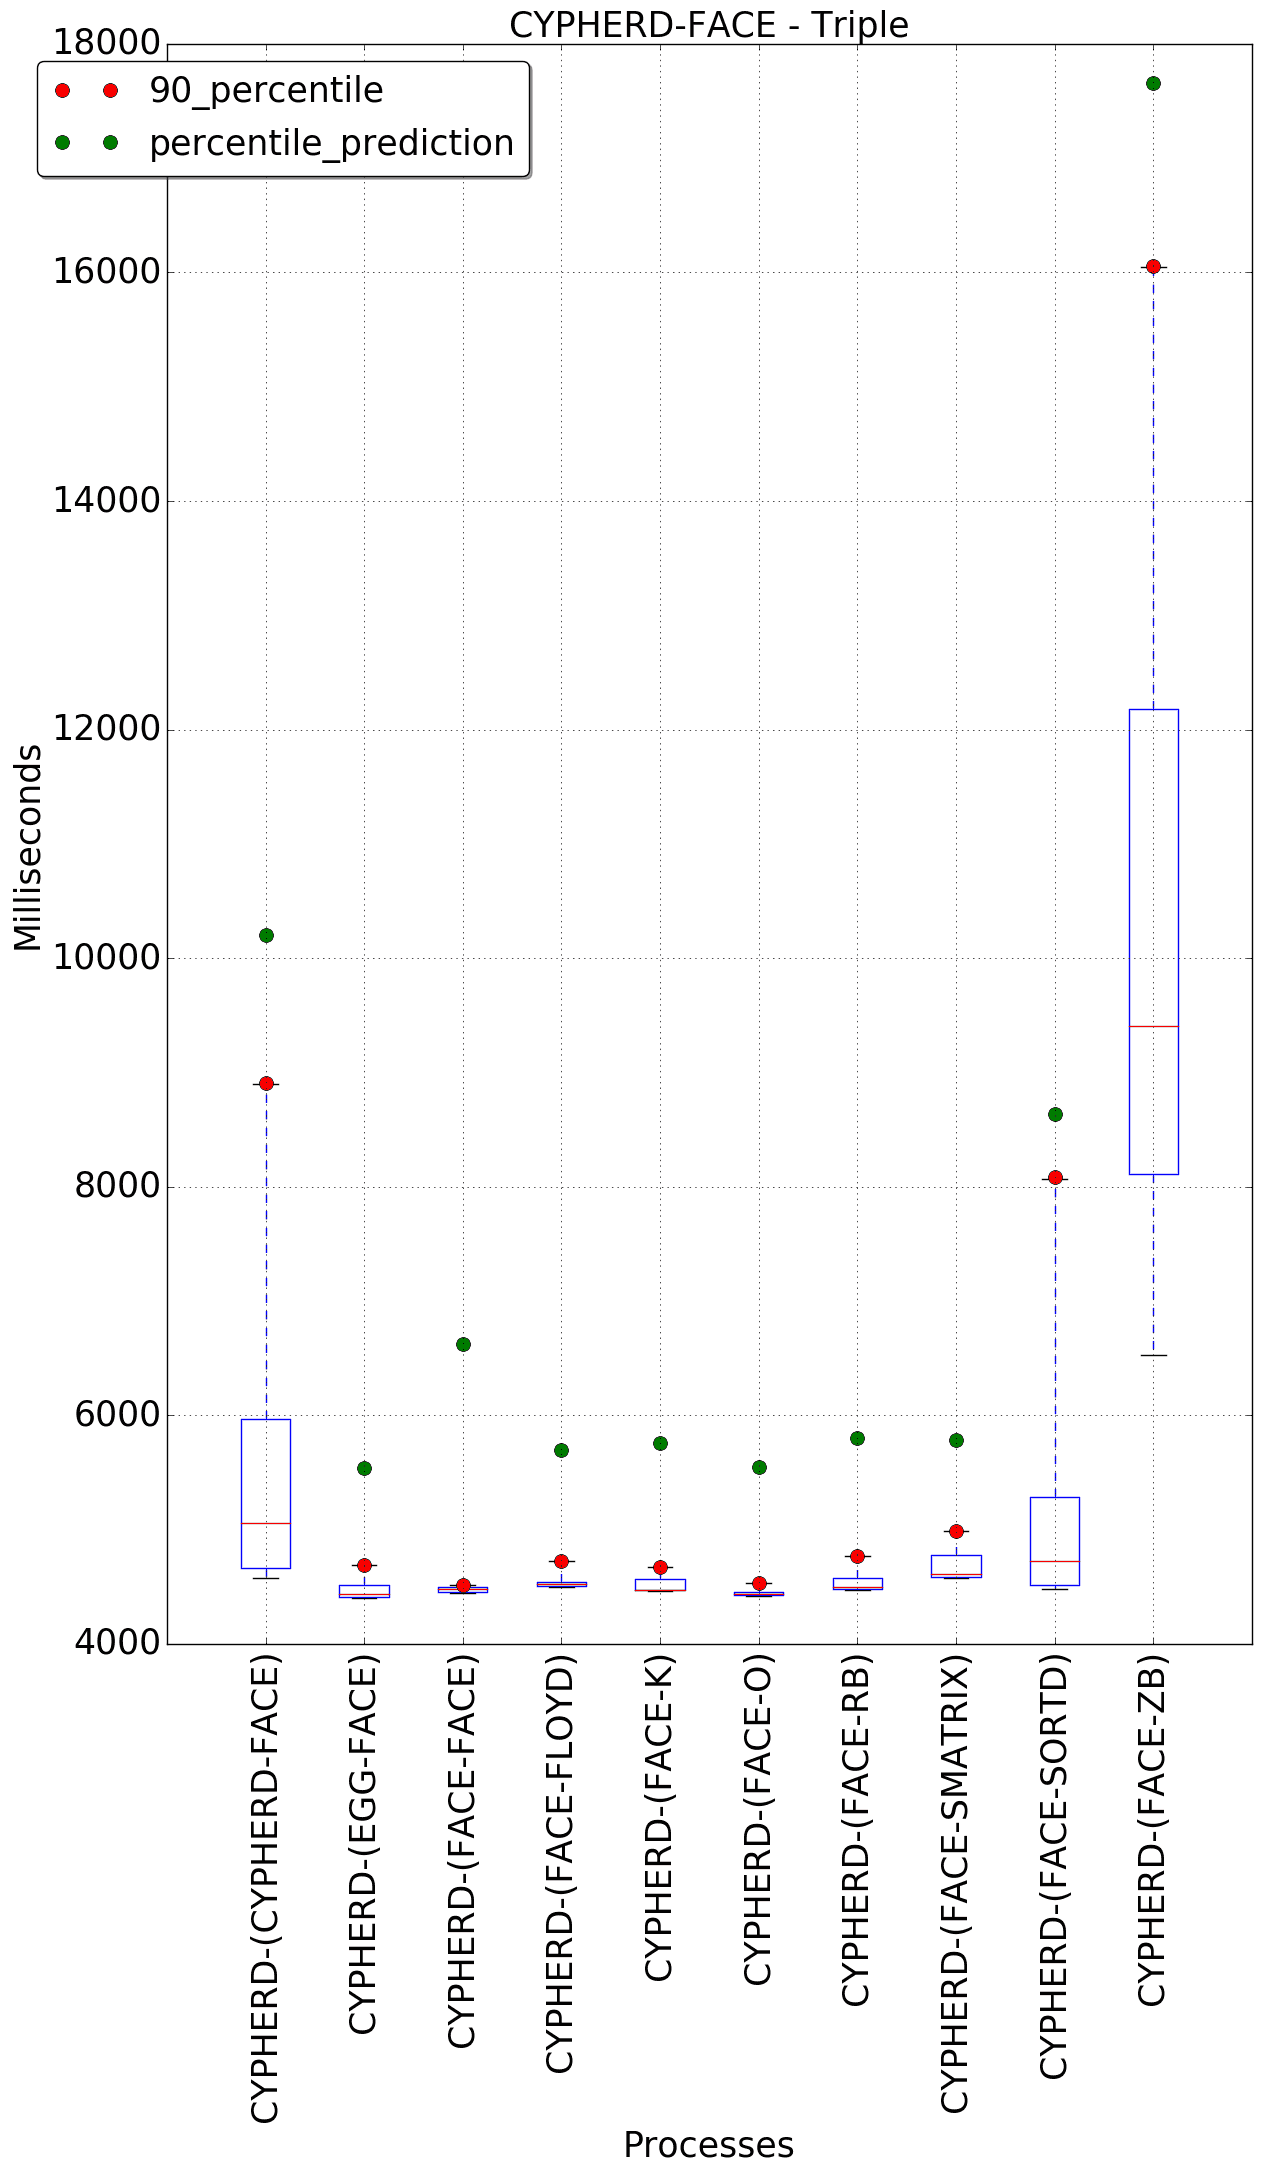 CYPHERD-FACE - Triple
90_percentile
percentile_prediction
18000
16000
14000
12000
10000
8000
6000
4000
Milliseconds
CYPHERD-(CYPHERD-FACE)
CYPHERD-(EGG-FACE)
CYPHERD-(FACE-FACE)
CYPHERD-(FACE-FLOYD)
CYPHERD-(FACE-K)
CYPHERD-(FACE-O)
CYPHERD-(FACE-RB)
CYPHERD-(FACE-SMATRIX)
CYPHERD-(FACE-SORTD)
CYPHERD-(FACE-ZB)
Processes